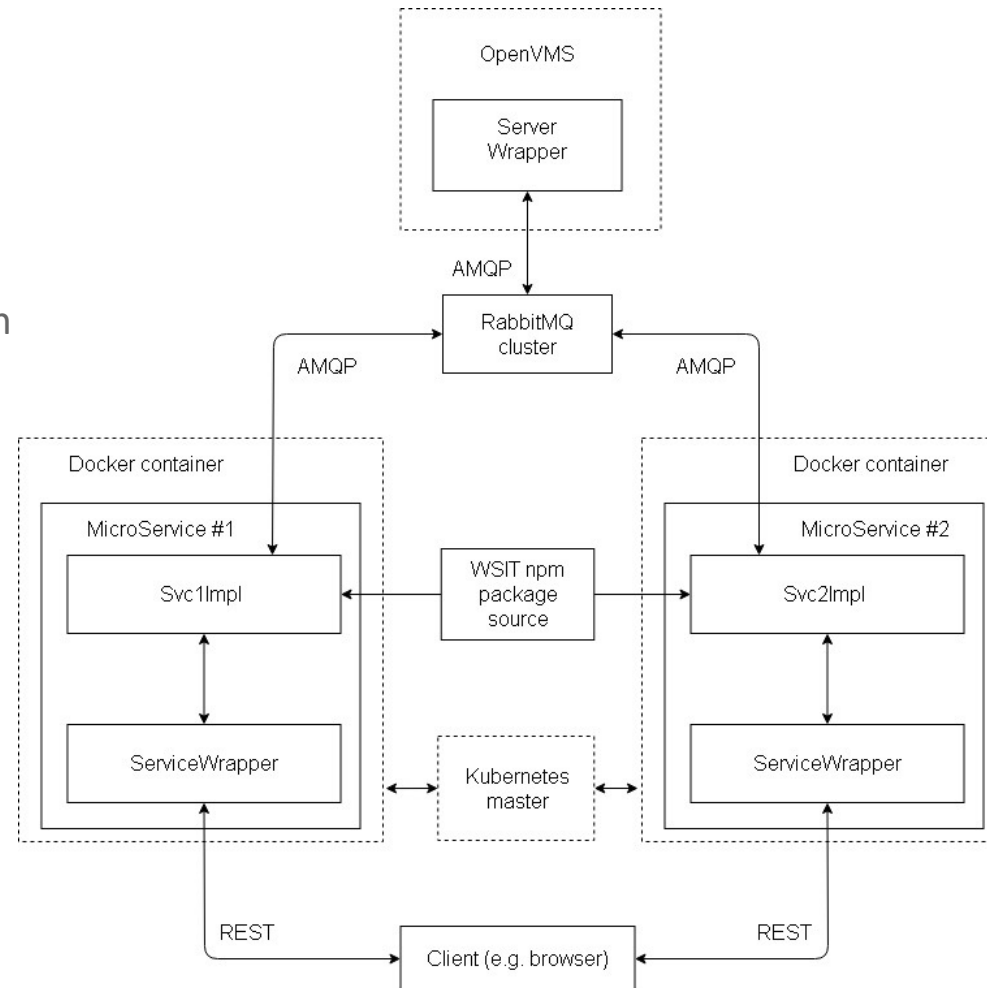 OpenVMS
Server
Wrapper
AMQP
RabbitMQ
cluster
AMQP
AMQP
Docker container
Docker container
MicroService #1
MicroService #2
Svc1Impl
WSIT npm
package
source
Svc2Impl
ServiceWrapper
Kubernetes
master
ServiceWrapper
REST
REST
Client (e.g. browser)